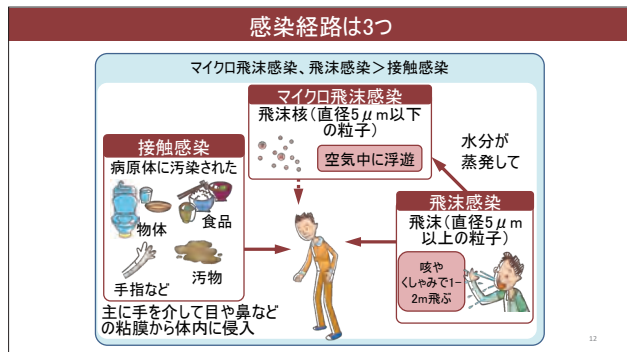 感染経路は3つ
マイクロ飛沫感染、飛沫感染＞接触感染
マイクロ飛沫感染
飛沫核（直径5μm以下
の粒子）
空気中に浮遊
水分が
蒸発して
接触感染
病原体に汚染された
物体
食品
手指など
汚物
主に手を介して目や鼻など
の粘膜から体内に侵入
飛沫感染
飛沫（直径5μm
以上の粒子）
咳や
くしゃみで1-
2m飛ぶ
12